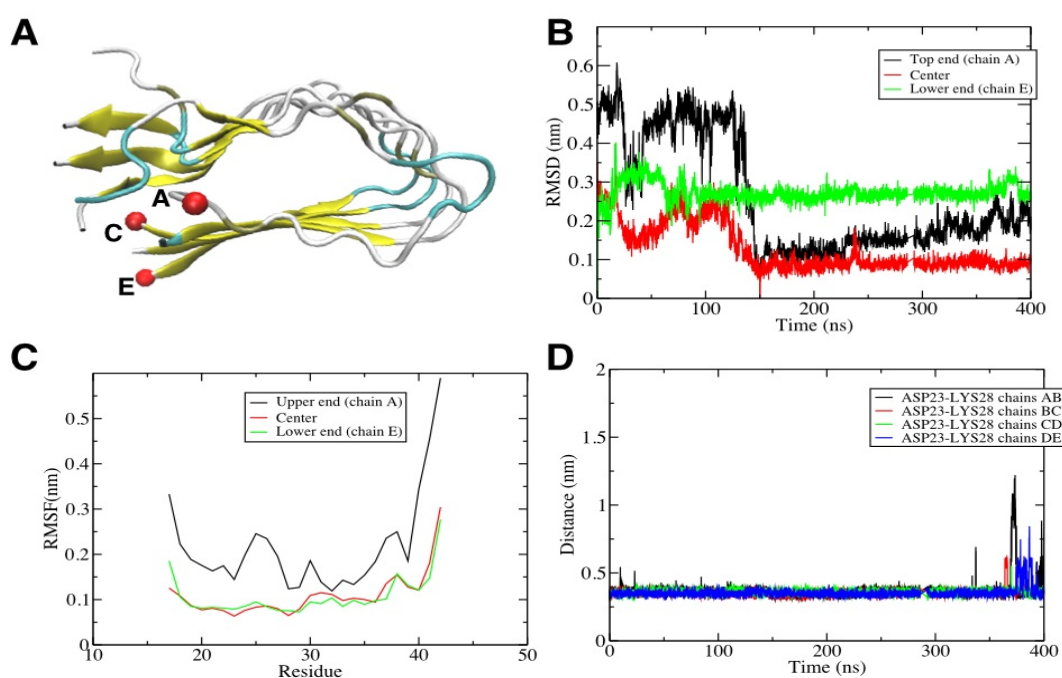 A
A
C
E
B
RMSD (nm)
0.6
0.5
0.4
0.3
0.2
0.1
0
Top end (chain A)
Center
Lower end (chain E)
0
100
200
300
400
Time (ns)
C
RMSF(nm)
0.5
0.4
0.3
0.2
0.1
0
Upper end (chain A)
Center
Lower end (chain E)
10
20
30
40
50
Residue
D
Distance (nm)
2
1.5
1
0.5
0
ASP23-LYS28 chains AB
ASP23-LYS28 chains BC
ASP23-LYS28 chains CD
ASP23-LYS28 chains DE
0
100
200
300
400
Time (ns)